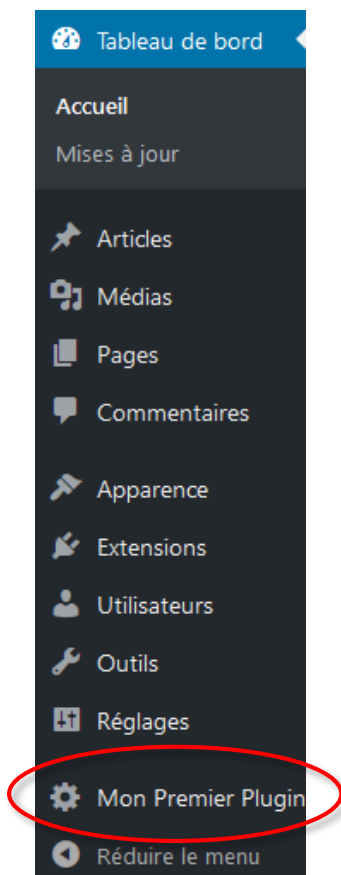 Tableau de bord
Accueil
Mises à jour
Articles
Médias
Pages
Commentaires
Apparence
Extensions
Utilisateurs
Outils
Réglages
Mon Premier Plugin
Réduire le menu